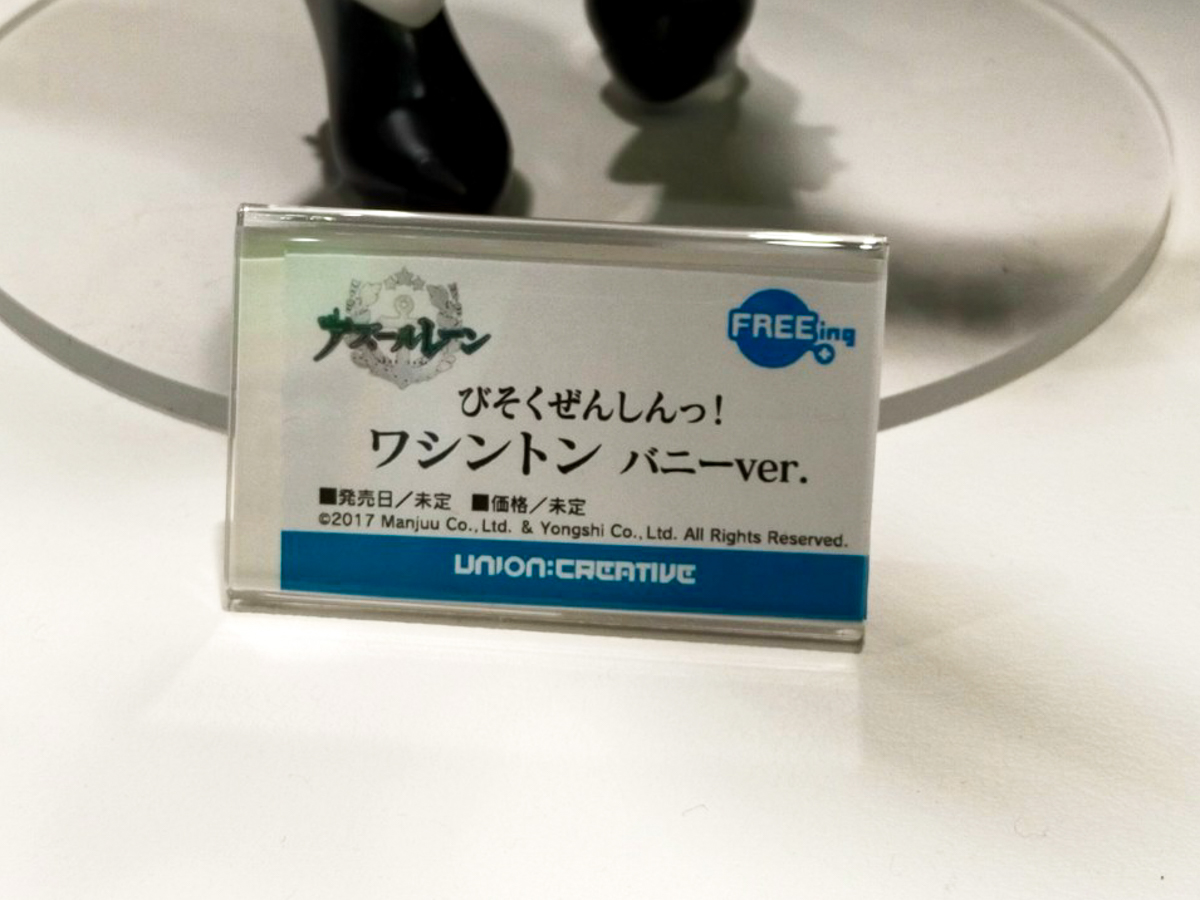 アズールレーン
FREEing
びそくぜんしんっ!
ワシントン バニーver.
■発売日/未定 ■価格/未定
©2017 Manjuu Co.,Ltd. & Yongshi Co.,Ltd. All Rights Reserved.
UNION:CREATIVE